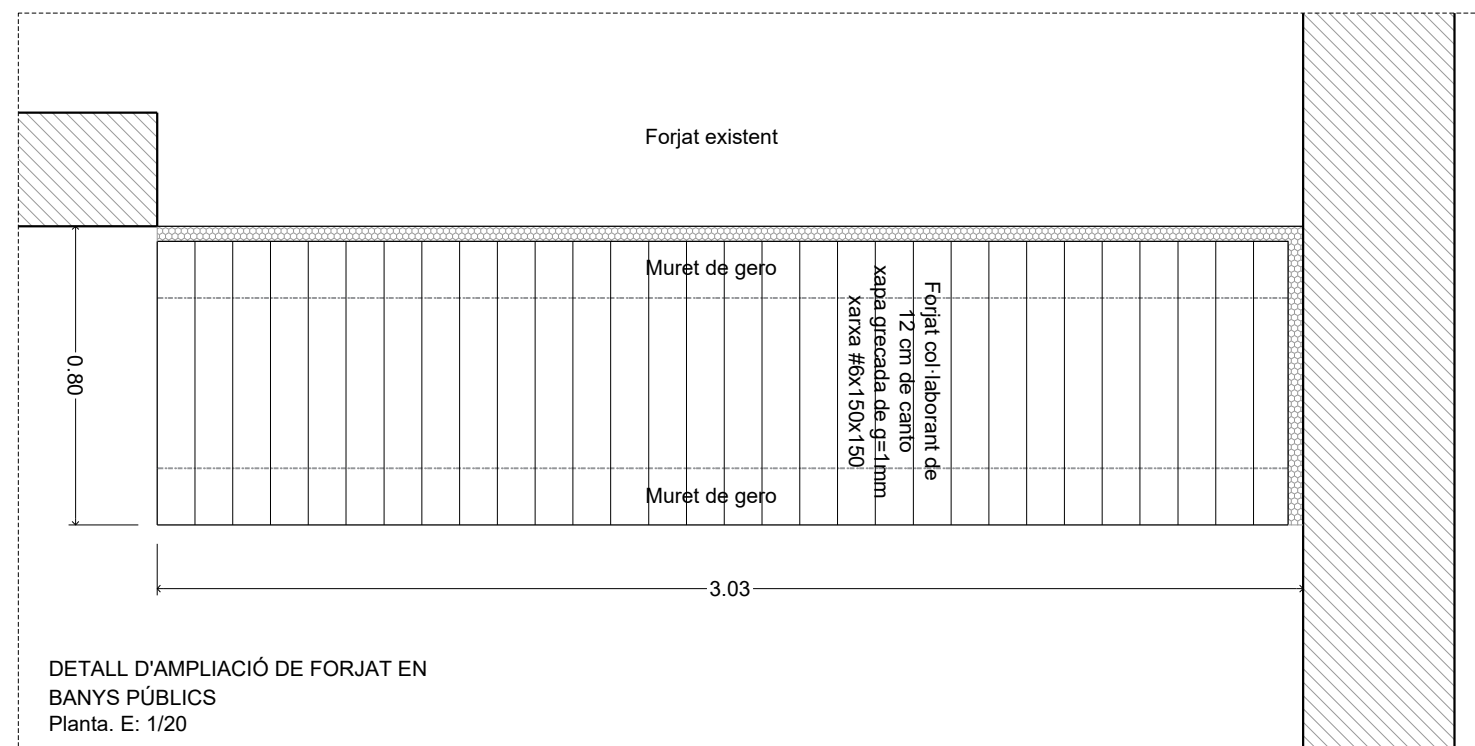 Forjat existent
Muret de gero
Forjat col·laborant de
12 cm de canto
xapa grecada de g=1mm
xarxa #6x150x150
0.80
Muret de gero
3.03
DETALL D'AMPLIACIÓ DE FORJAT EN
BANYS PÚBLICS
Planta. E: 1/20